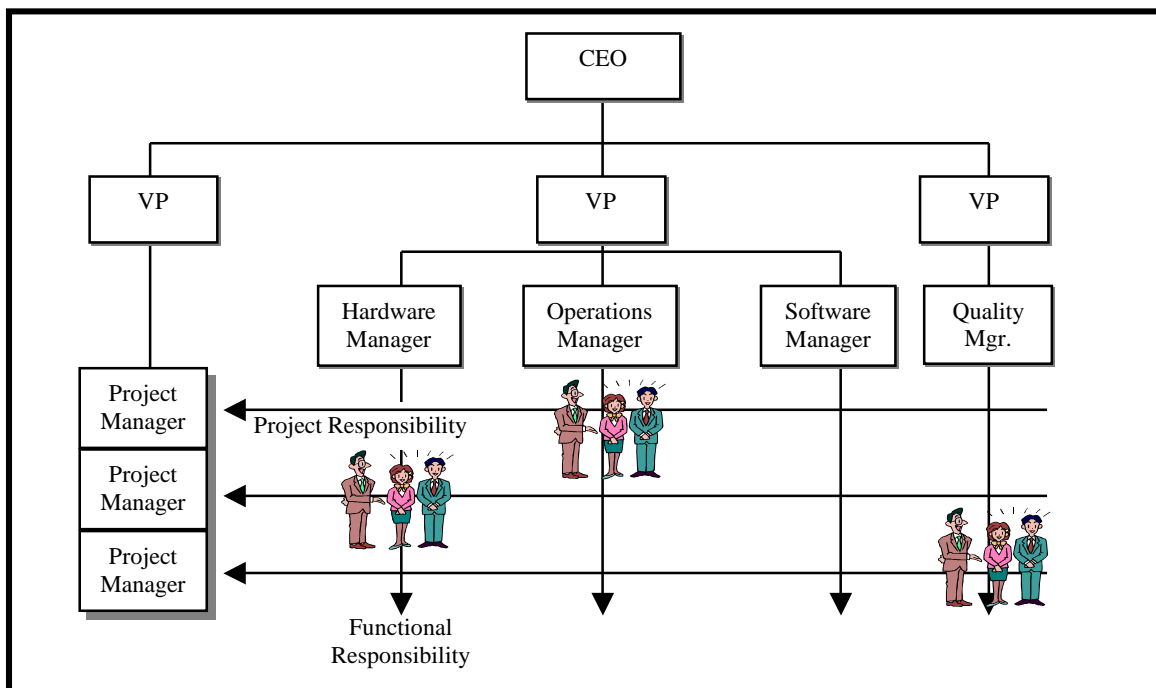 CEO
VP
VP
VP
Hardware
Manager
Operations
Manager
Software
Manager
Quality
Mgr.
Project
Manager
Project Responsibility
Project
Manager
Project
Manager
Functional
Responsibility